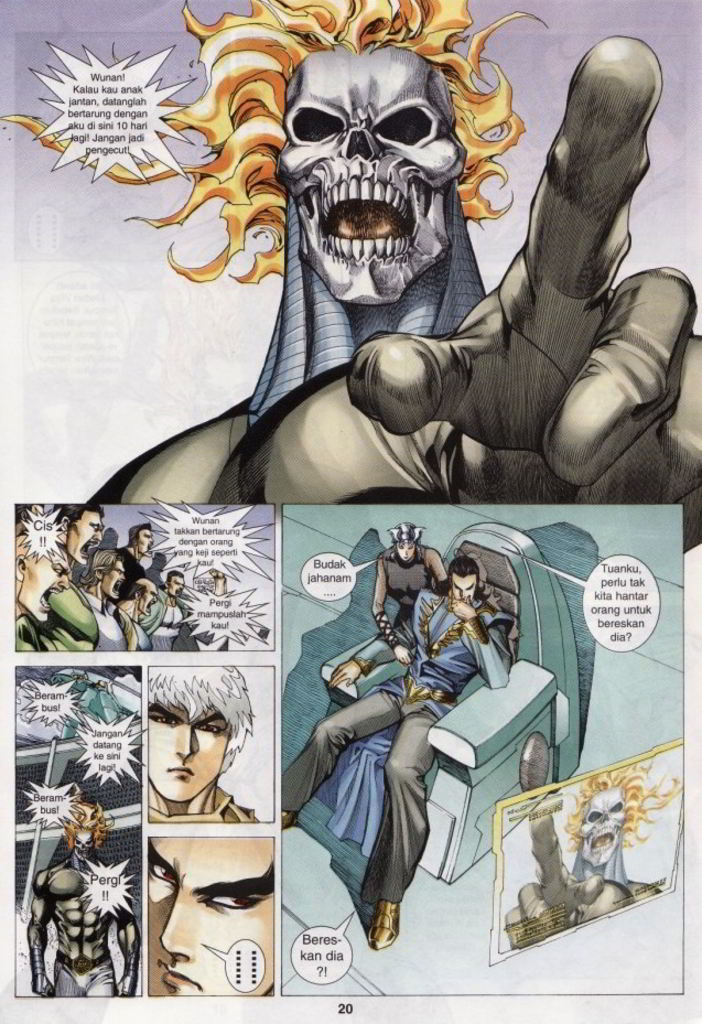 Wunan!
Kalau kau anak
jantan, datanglah
bertarung dengan
aku di sini 10 hari
lagi! Jangan jadi
pengecut!
Cis
!!
Wunan
takkan bertarung
dengan orang
yang keji seperti
kau!
Pergi
mampuslah
kau!
Budak
jahanam
....
Tuanku,
perlu tak
hantar
orang untuk
bereskan
dia?
Beram-
bus!
Jangan
datang
ke sini
lagi!
Beram-
bus!
Pergi
!!
!!!!
!!!!
Beres-
kan dia
?!
20